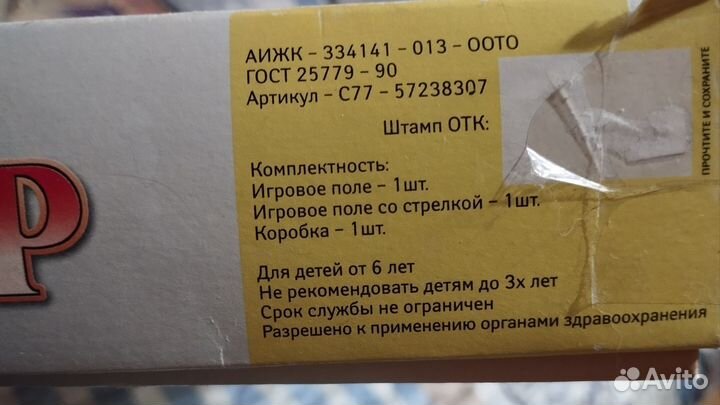 АИЖК - 334141 - 013 - ООТО
ГОСТ 25779 - 90
Артикул - С77 - 57238307
Штамп ОТК:
ПРОЧТИТЕ И СОХРАНИТЕ
Р
Комплектность:
Игровое поле - 1шт.
Игровое поле со стрелкой - 1шт.
Коробка - 1шт.
Для детей от 6 лет
Не рекомендовать детям до 3х лет
Срок службы не ограничен
Разрешено к применению органами здравоохранения
Avito